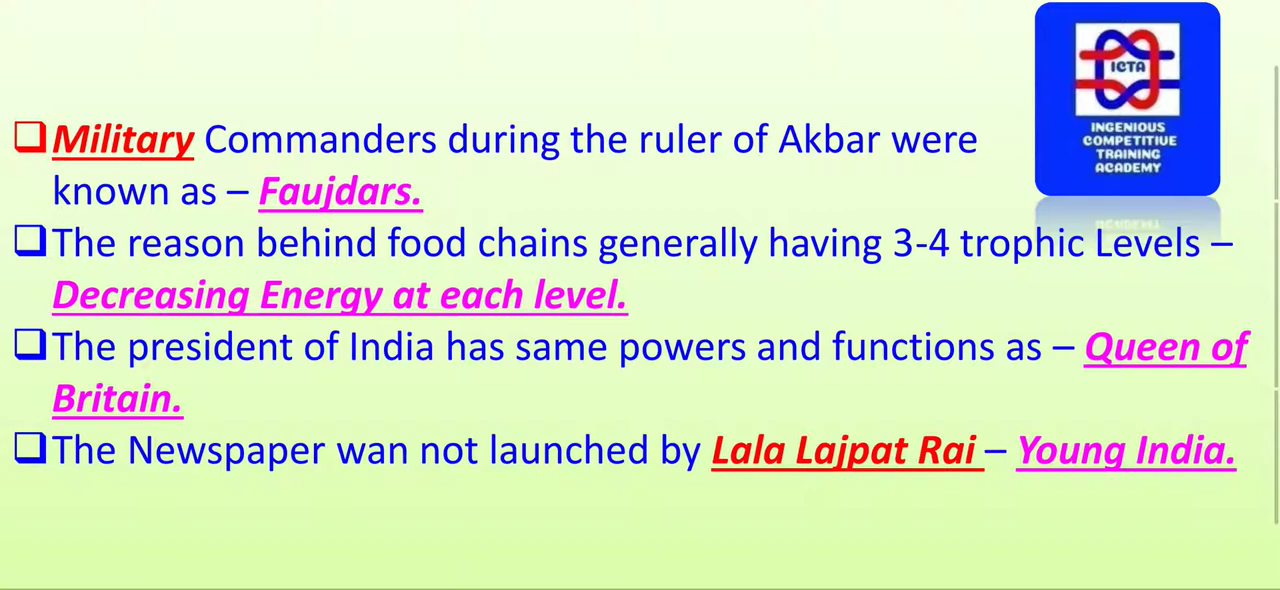 ICTA
INGENIOUS
COMPETITIVE
TRAINING
ACADEMY
❑Military Commanders during the ruler of Akbar were
known as – Faujdars.
❑The reason behind food chains generally having 3-4 trophic Levels –
Decreasing Energy at each level.
❑The president of India has same powers and functions as – Queen of
Britain.
❑The Newspaper wan not launched by Lala Lajpat Rai – Young India.